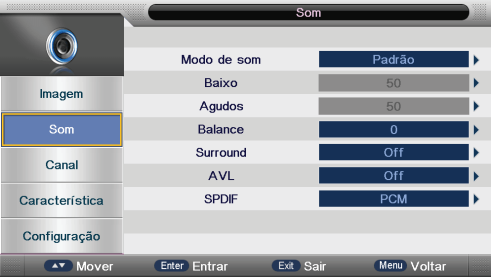 Som
Imagem
Som
Canal
Característica
Configuração
Modo de som Padrão
Baixo 50
Agudos 50
Balance 0
Surround Off
AVL Off
SPDIF PCM
▲▼ Mover Enter Entrar Exit Sair Menu Voltar